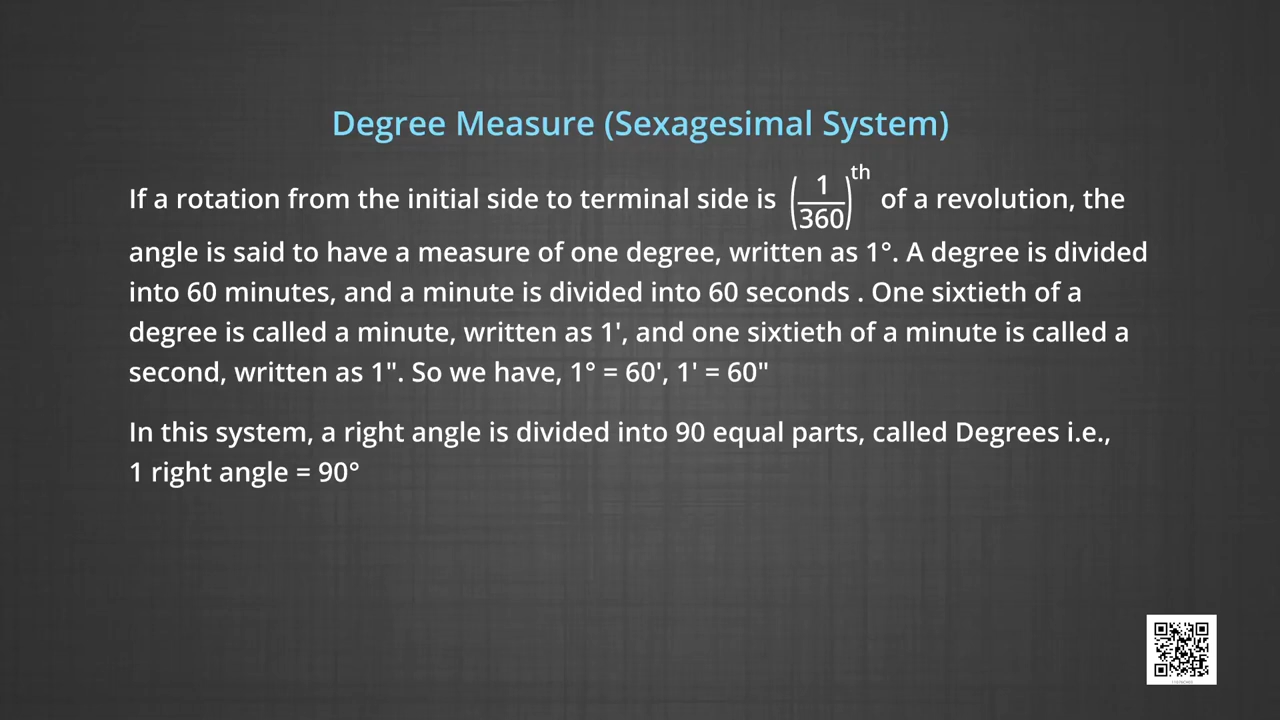 Degree Measure (Sexagesimal System)
If a rotation from the initial side to terminal side is (1/360)th of a revolution, the
angle is said to have a measure of one degree, written as 1°. A degree is divided
into 60 minutes, and a minute is divided into 60 seconds . One sixtieth of a
degree is called a minute, written as 1', and one sixtieth of a minute is called a
second, written as 1". So we have, 1° = 60', 1' = 60"
In this system, a right angle is divided into 90 equal parts, called Degrees i.e.,
1 right angle = 90°